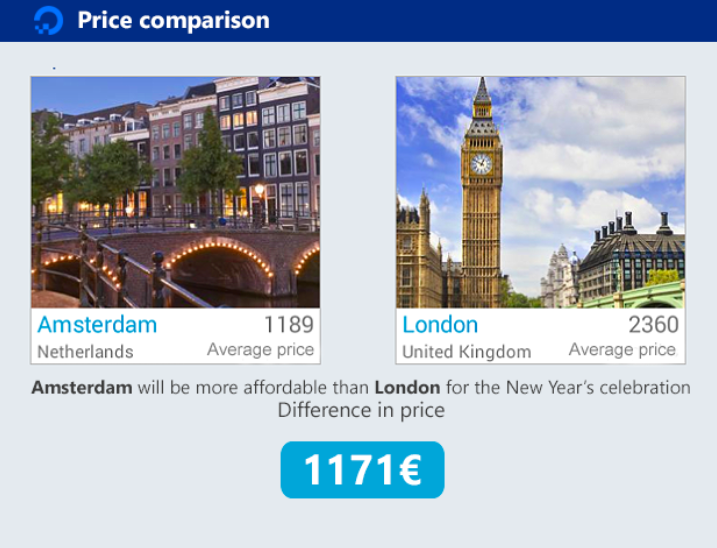 Price comparison
Amsterdam 1189
Netherlands Average price
London 2360
United Kingdom Average price
Amsterdam will be more affordable than London for the New Year's celebration
Difference in price
1171€